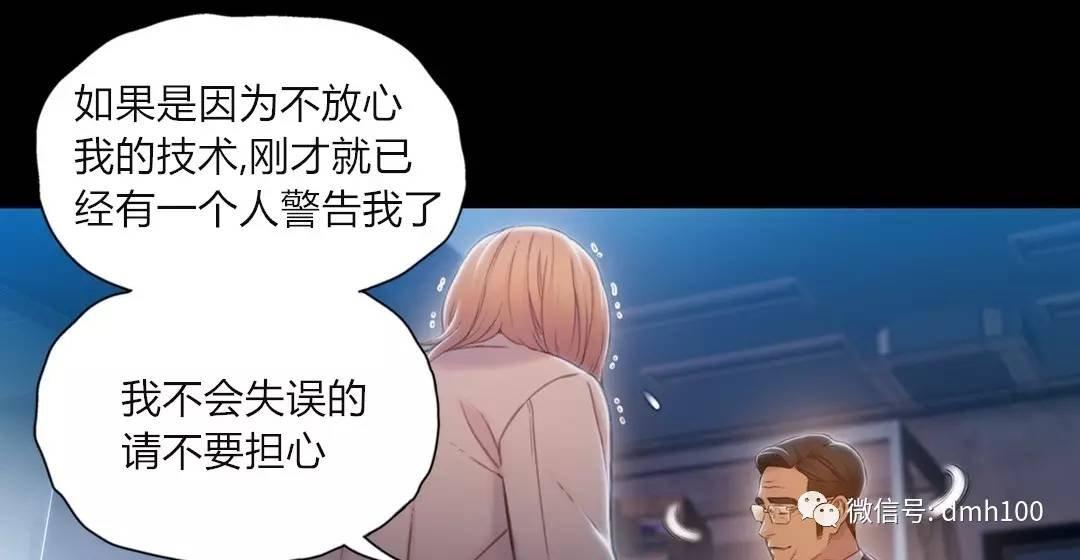 如果是因为不放心
我的技术,刚才就已
经有一个人警告我了
我不会失误的
请不要担心
微信号: dmh100